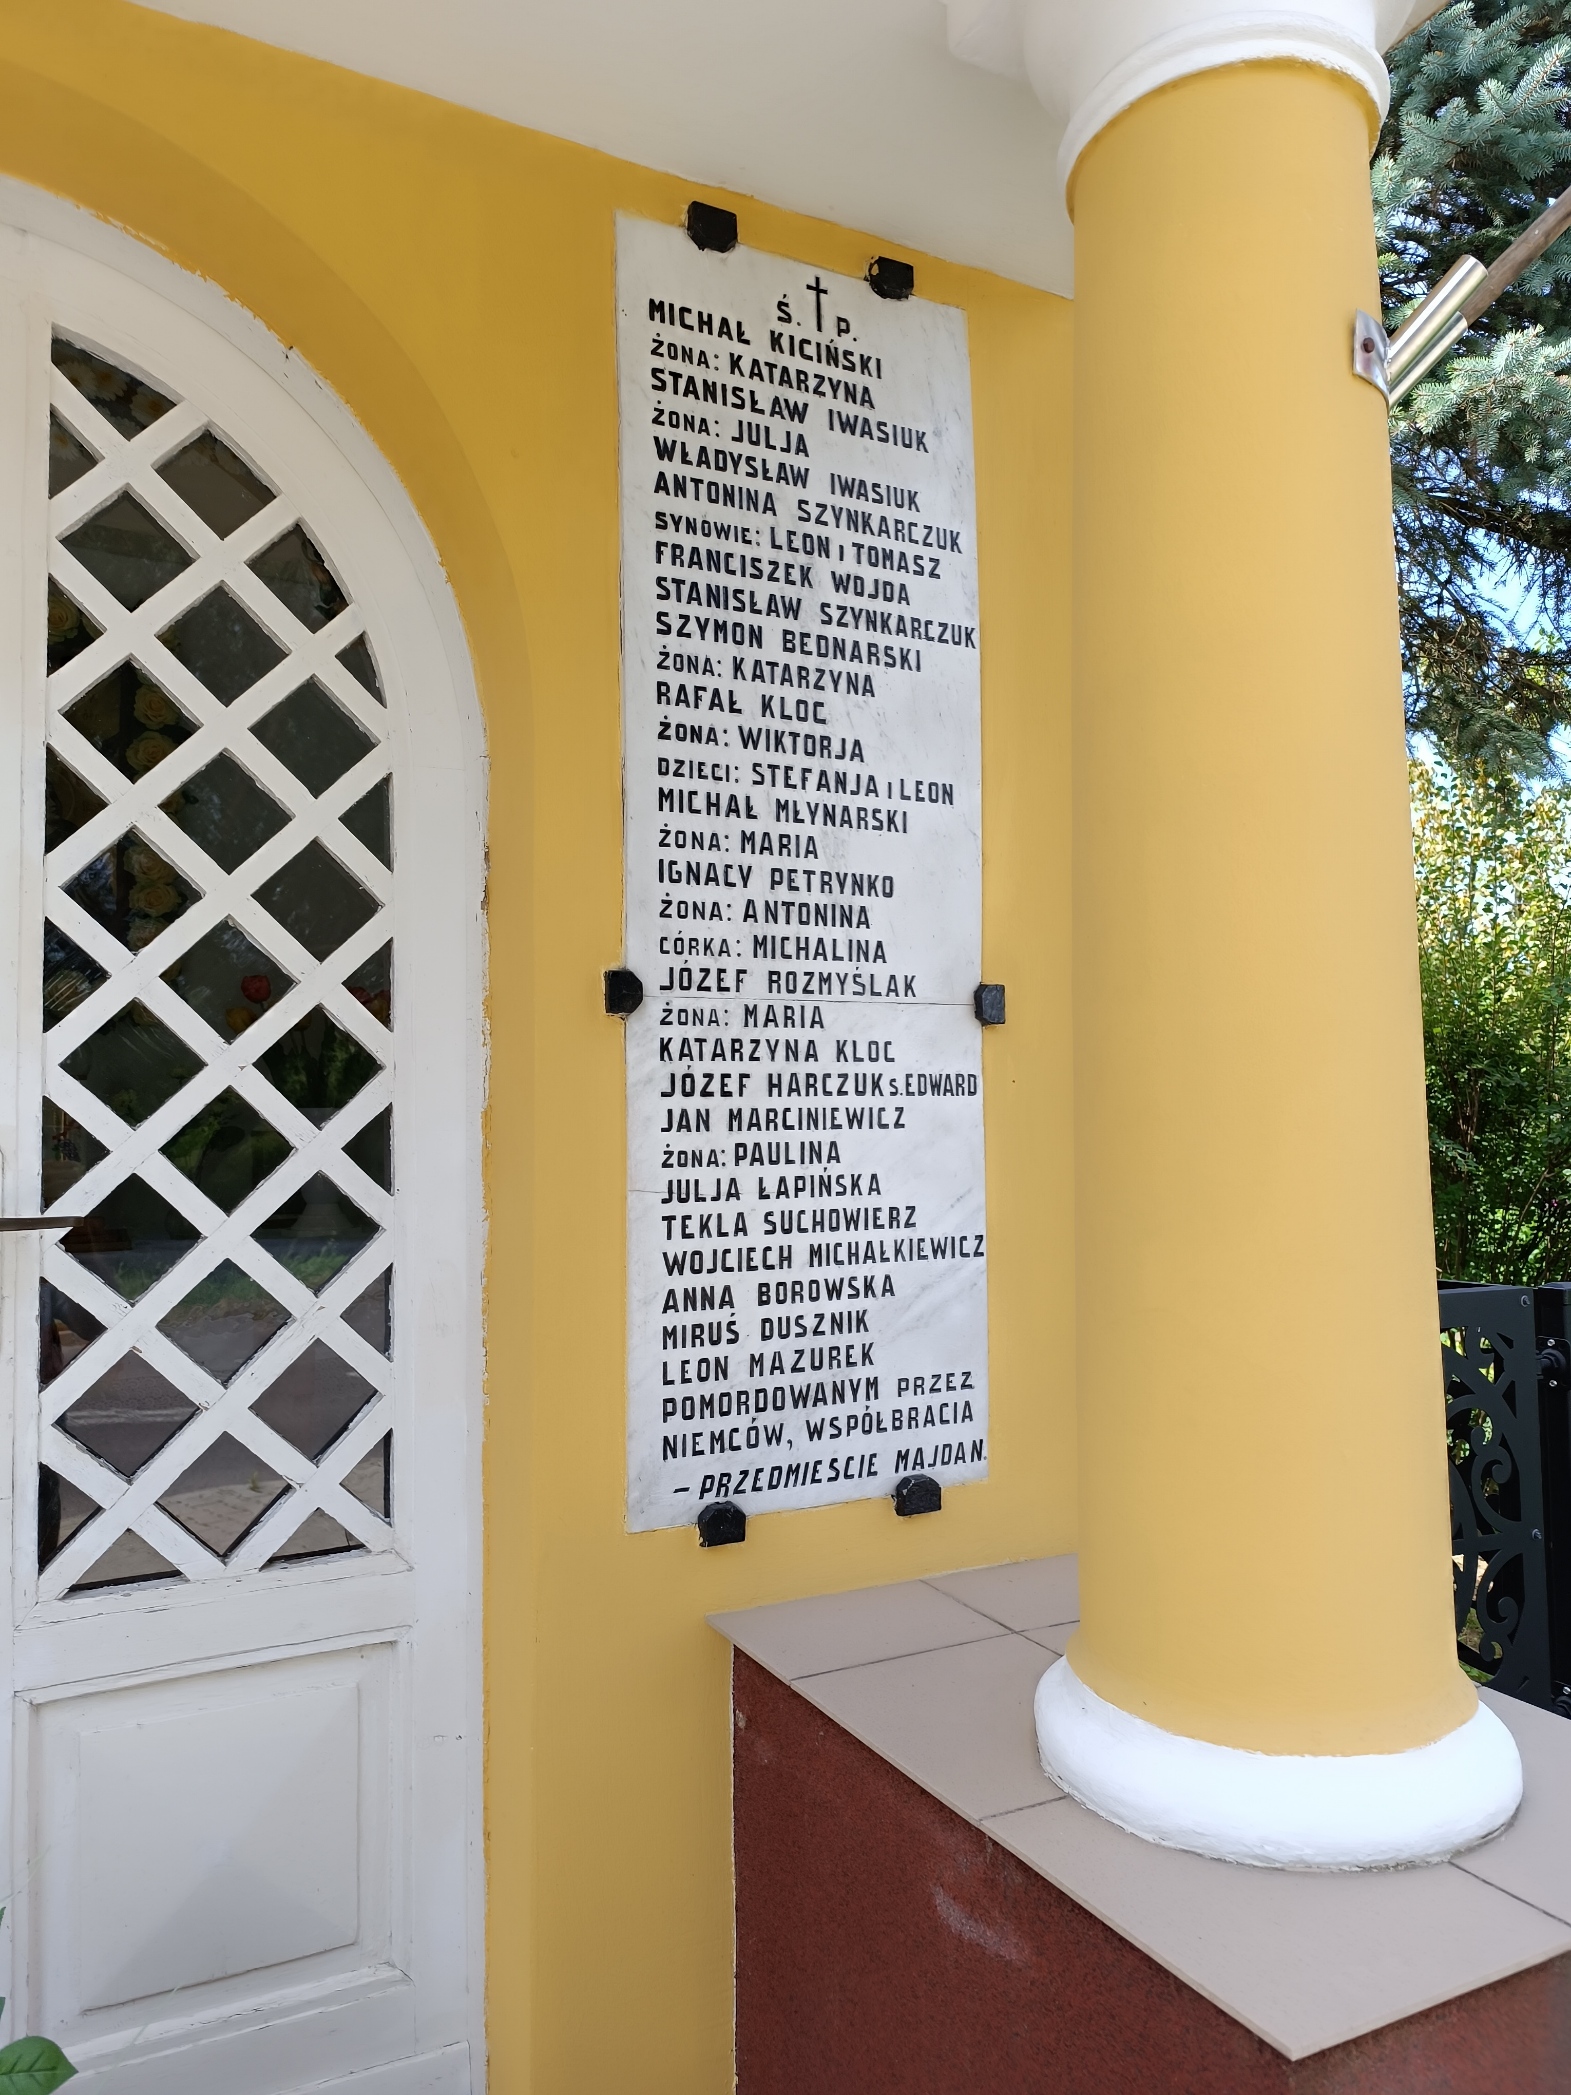 Ś. P.
MICHAŁ KICIŃSKI
ŻONA: KATARZYNA
STANISŁAW IWASIUK
ŻONA: JULJA
WŁADYSŁAW IWASIUK
ANTONINA SZYNKARCZUK
SYNOWIE: LEON i TOMASZ
FRANCISZEK WOJDA
STANISŁAW SZYNKARCZUK
SZYMON BEDNARSKI
ŻONA: KATARZYNA
RAFAŁ KLOC
ŻONA: WIKTORJA
DZIECI: STEFANJA i LEON
MICHAŁ MŁYNARSKI
ŻONA: MARIA
IGNACY PETRYNKO
ŻONA: ANTONINA
CÓRKA: MICHALINA
JÓZEF ROZMYŚLAK
ŻONA: MARIA
KATARZYNA KLOC
JÓZEF HARCZUK S. EDWARD
JAN MARCINIEWICZ
ŻONA: PAULINA
JULJA ŁAPIŃSKA
TEKLA SUCHOWIERZ
WOJCIECH MICHAŁKIEWICZ
ANNA BOROWSKA
MIRUŚ DUSZNIK
LEON MAZUREK
POMORDOWANYM PRZEZ
NIEMCÓW, WSPÓŁBRACIA
– PRZEDMIEŚCIE MAJDAN.